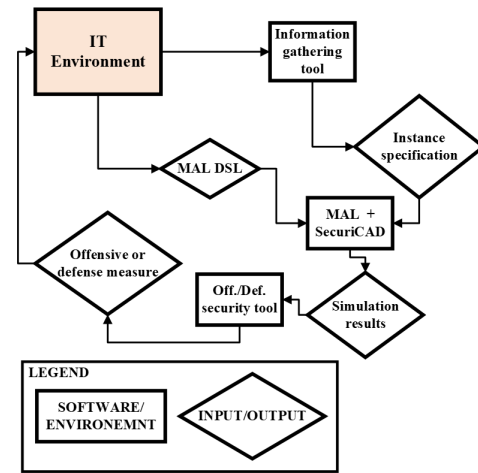 IT
Environment
Information
gathering
tool
Instance
specification
MAL DSL
MAL +
SecuriCAD
Offensive or
defense measure
Off./Def.
security tool
Simulation
results
LEGEND
SOFTWARE/
ENVIRONEMNT
INPUT/OUTPUT